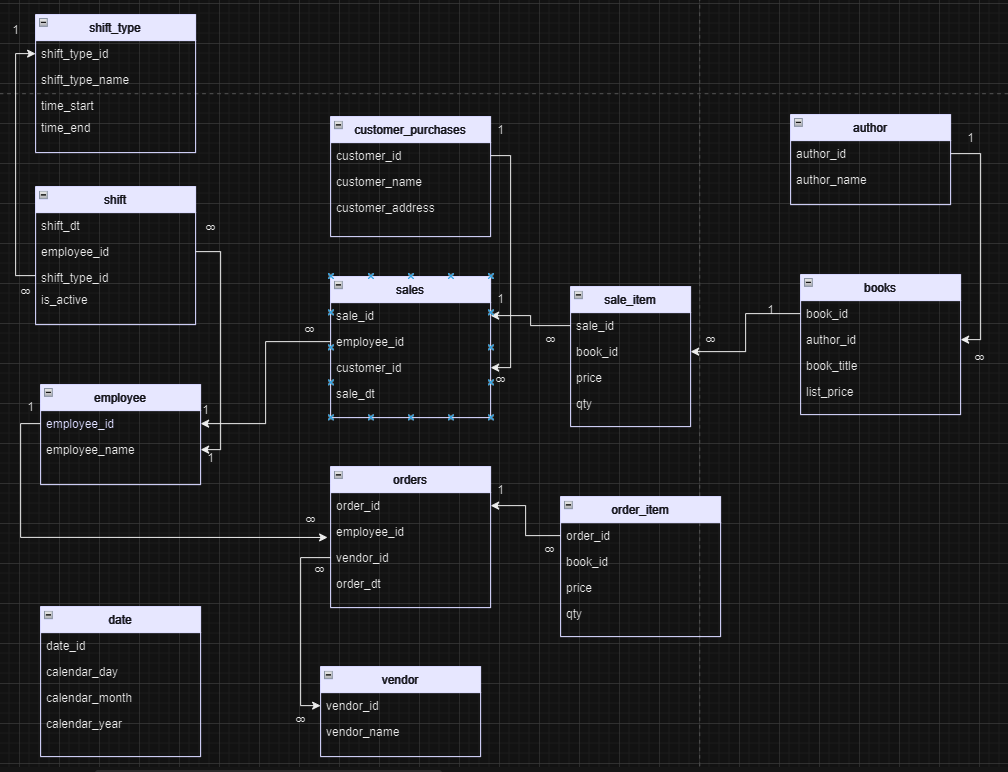 1
shift_type
shift_type_id
shift_type_name
time_start
time_end
shift
shift_dt
employee_id
shift_type_id
is_active
∞
∞
customer_purchases
1
customer_id
customer_name
customer_address
author
1
author_id
author_name
sales
1
sale_id
employee_id
customer_id
sale_dt
∞
∞
sale_item
sale_id
book_id
price
qty
∞
∞
books
1
book_id
author_id
book_title
list_price
∞
employee
1
1
1
employee_id
employee_name
orders
1
order_id
employee_id
vendor_id
order_dt
∞
∞
order_item
order_id
book_id
price
qty
∞
date
date_id
calendar_day
calendar_month
calendar_year
vendor
vendor_id
vendor_name
∞